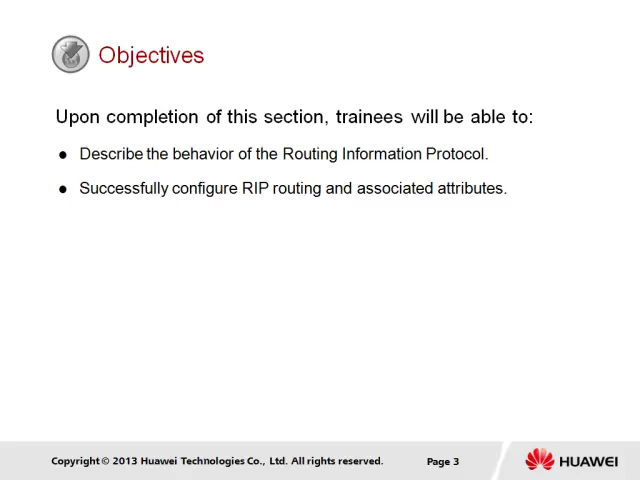 Objectives
Upon completion of this section, trainees will be able to:
● Describe the behavior of the Routing Information Protocol.
● Successfully configure RIP routing and associated attributes.
Copyright © 2013 Huawei Technologies Co., Ltd. All rights reserved.
Page 3
HUAWEI